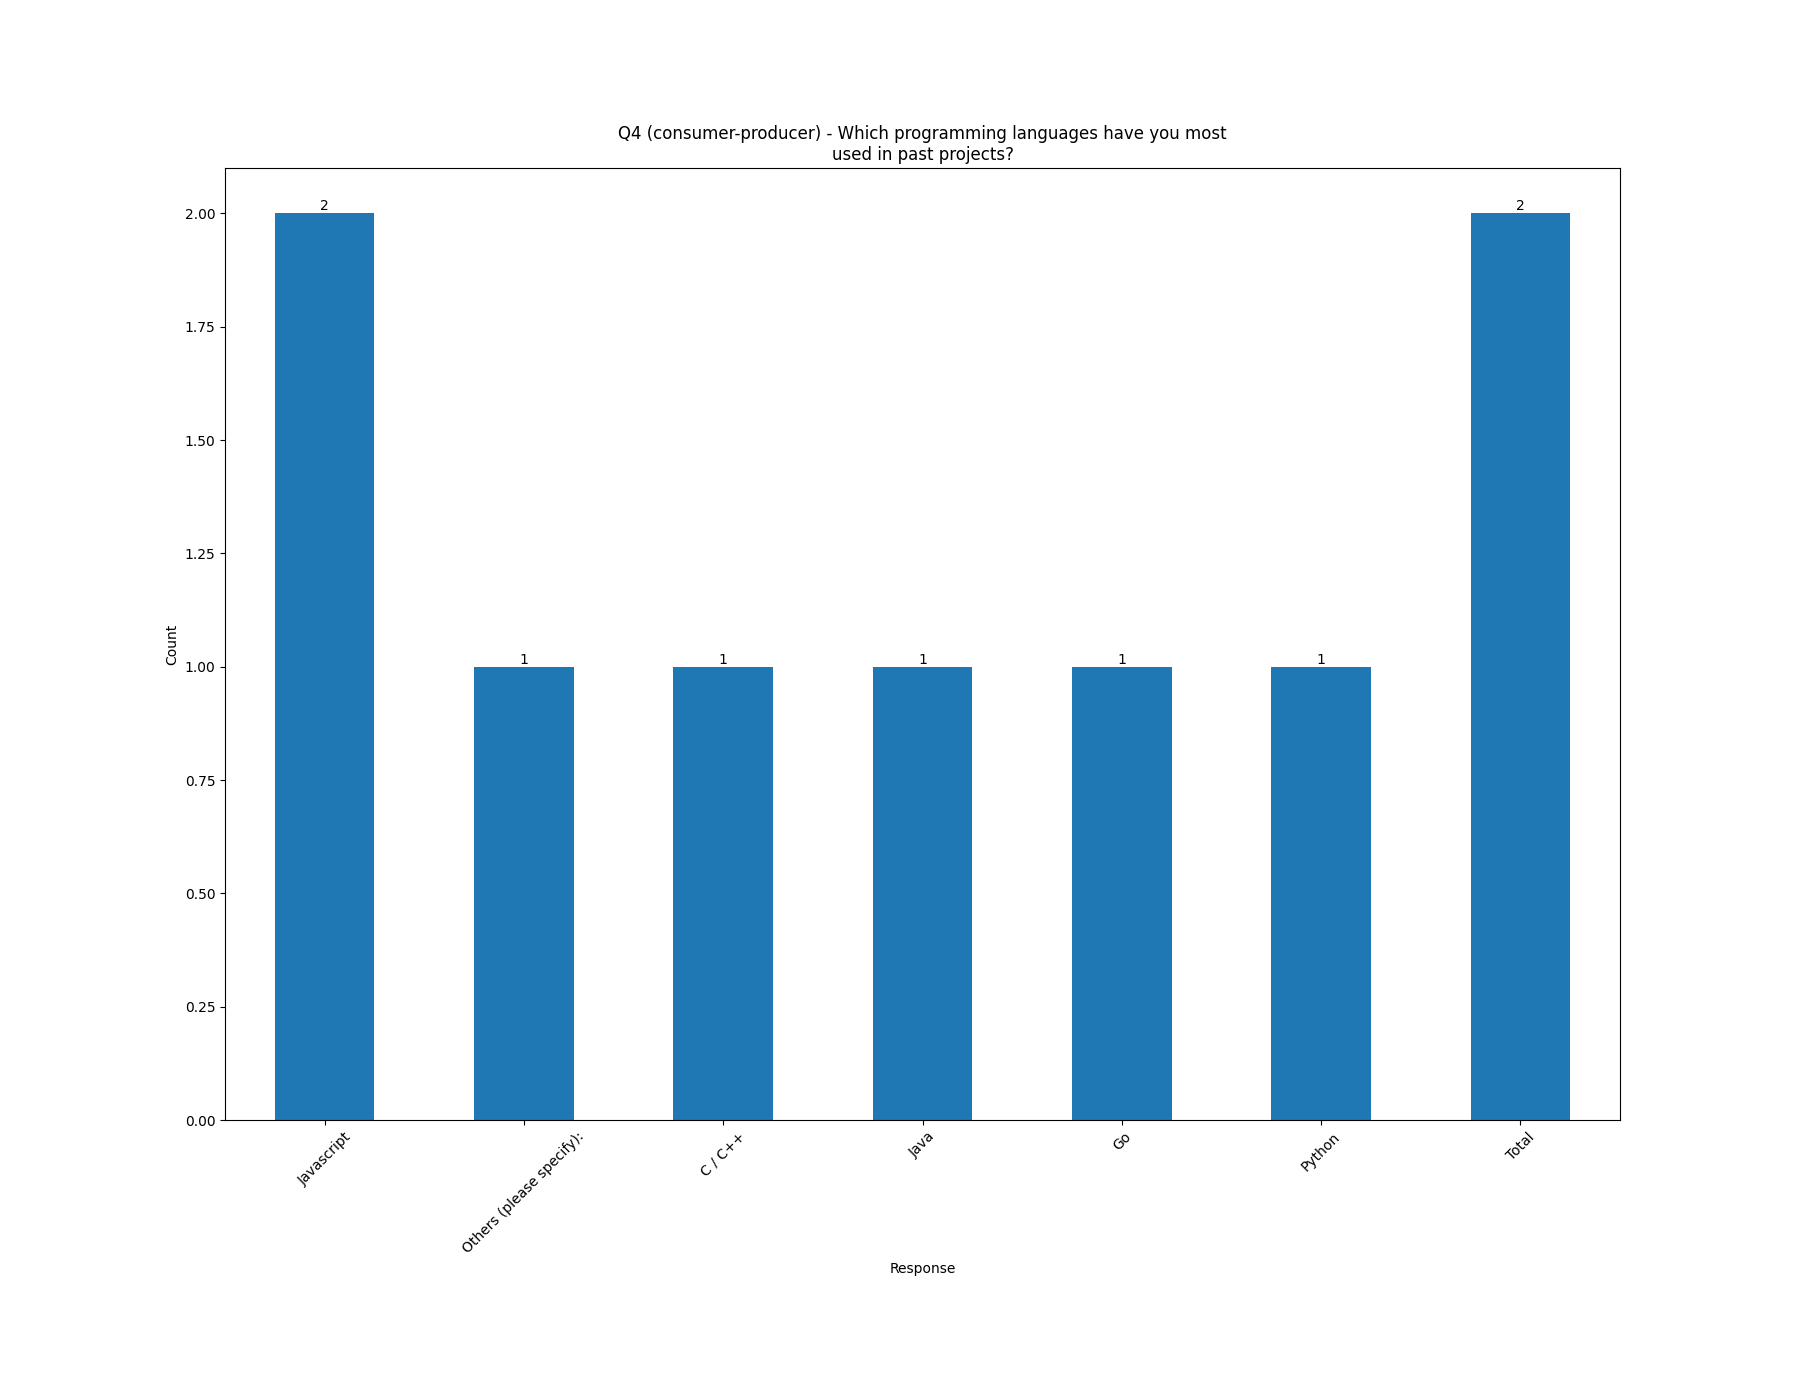 Q4 (consumer-producer) - Which programming languages have you most
used in past projects?
2.00
1.75
1.50
1.25
1.00
0.75
0.50
0.25
0.00
Count
2
1
1
1
1
1
2
Javascript
Others (please specify):
C / C++
Java
Go
Python
Total
Response